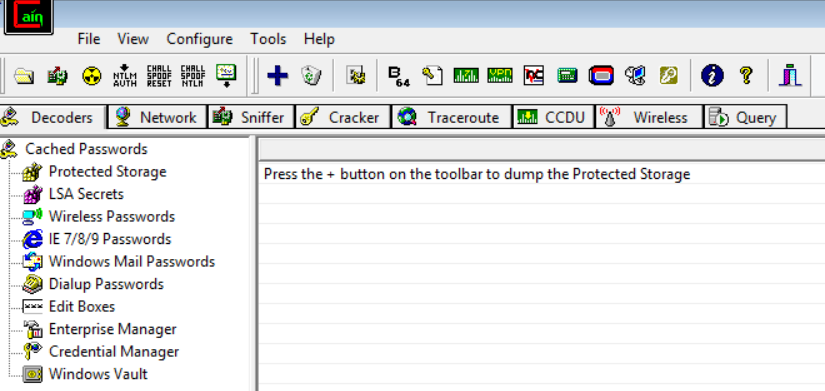 Cain
File View Configure Tools Help
NTLM AUTH CHALL SPOOF RESET CHALL SPOOF NTLM B 64
Decoders Network Sniffer Cracker Traceroute CCDU Wireless Query
Cached Passwords
Press the + button on the toolbar to dump the Protected Storage
Protected Storage
LSA Secrets
Wireless Passwords
IE 7/8/9 Passwords
Windows Mail Passwords
Dialup Passwords
Edit Boxes
Enterprise Manager
Credential Manager
Windows Vault